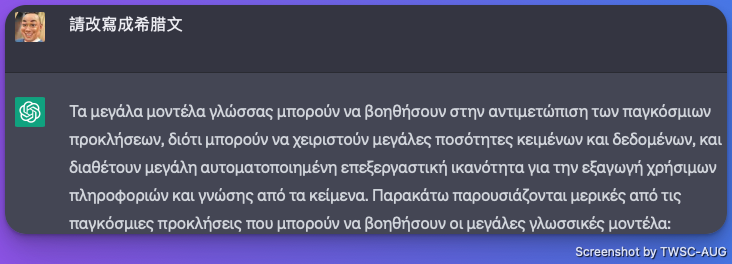 請改寫成希腊文
Τα μεγάλα μοντέλα γλώσσας μπορούν να βοηθήσουν στην αντιμετώπιση των παγκόσμιων
προκλήσεων, διότι μπορούν να χειριστούν μεγάλες ποσότητες κειμένων και δεδομένων, και
διαθέτουν μεγάλη αυτοματοποιημένη επεξεργαστική ικανότητα για την εξαγωγή χρήσιμων
πληροφοριών και γνώσης από τα κείμενα. Παρακάτω παρουσιάζονται μερικές από τις
παγκόσμιες προκλήσεις που μπορούν να βοηθήσουν οι μεγάλες γλωσσικές μοντέλα:
Screenshot by TWSC-AUG